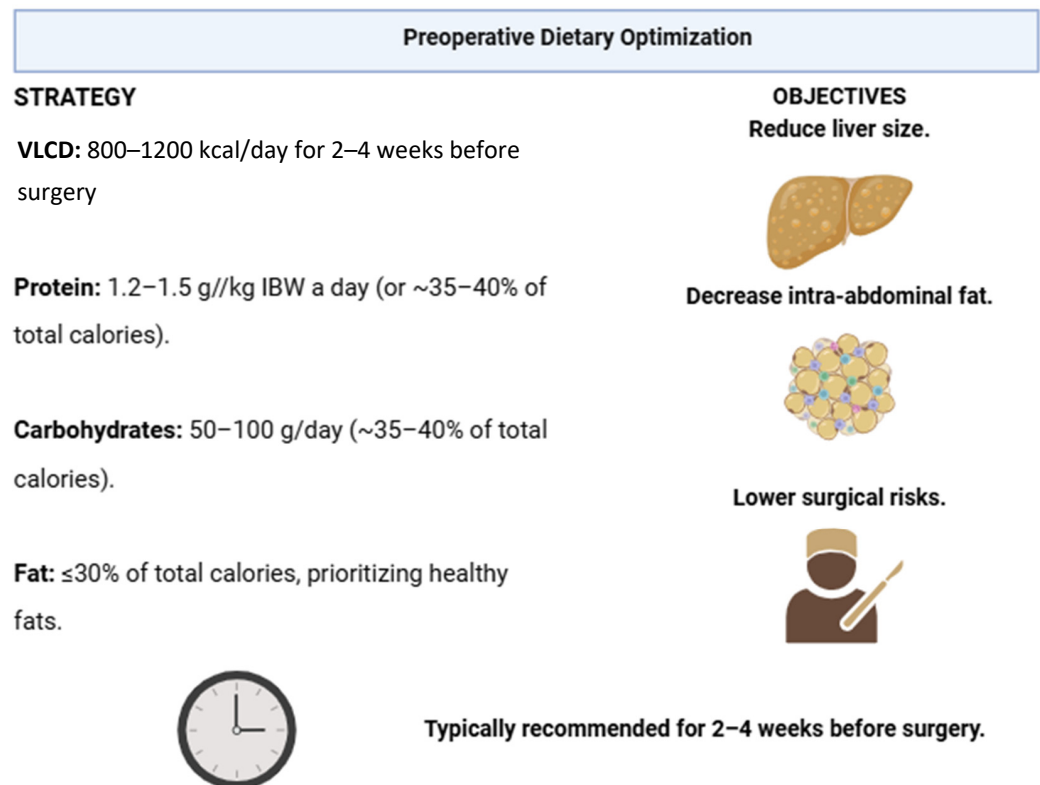 Preoperative Dietary Optimization
STRATEGY
VLCD: 800–1200 kcal/day for 2–4 weeks before
surgery
Protein: 1.2–1.5 g//kg IBW a day (or ~35–40% of
total calories).
Carbohydrates: 50–100 g/day (~35–40% of total
calories).
Fat: ≤30% of total calories, prioritizing healthy
fats.
OBJECTIVES
Reduce liver size.
Decrease intra-abdominal fat.
Lower surgical risks.
Typically recommended for 2–4 weeks before surgery.